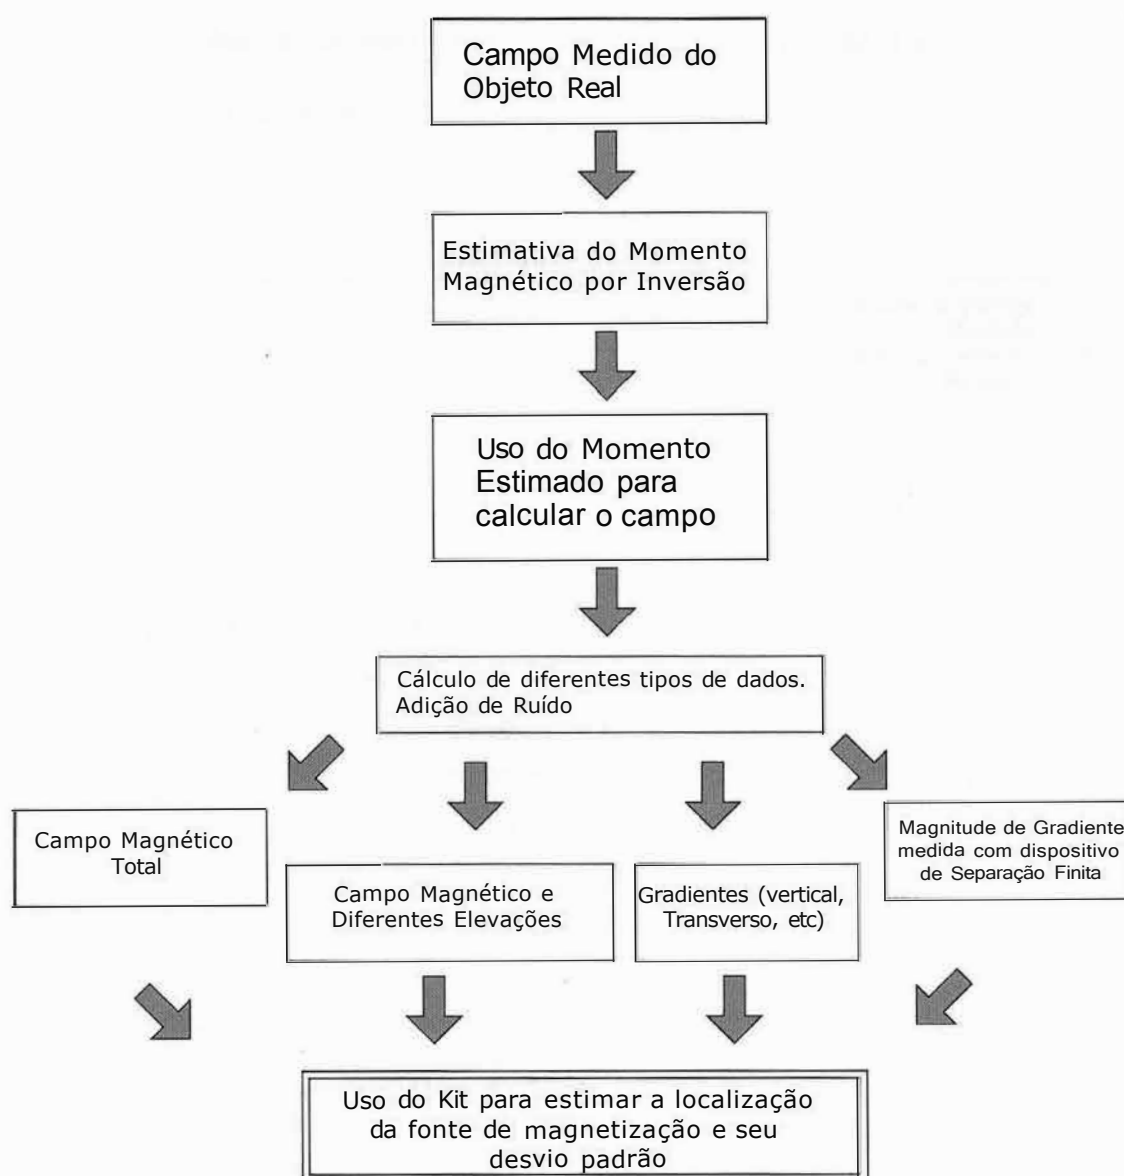 Campo Medido do
Objeto Real
Estimativa do Momento
Magnético por Inversão
Uso do Momento
Estimado para
calcular o campo
Cálculo de diferentes tipos de dados.
Adição de Ruído
Campo Magnético
Total
Campo Magnético e
Diferentes Elevações
Gradientes (vertical,
Transverso, etc)
Magnitude de Gradiente
medida com dispositivo
de Separação Finita
Uso do Kit para estimar a localização
da fonte de magnetização e seu
desvio padrão